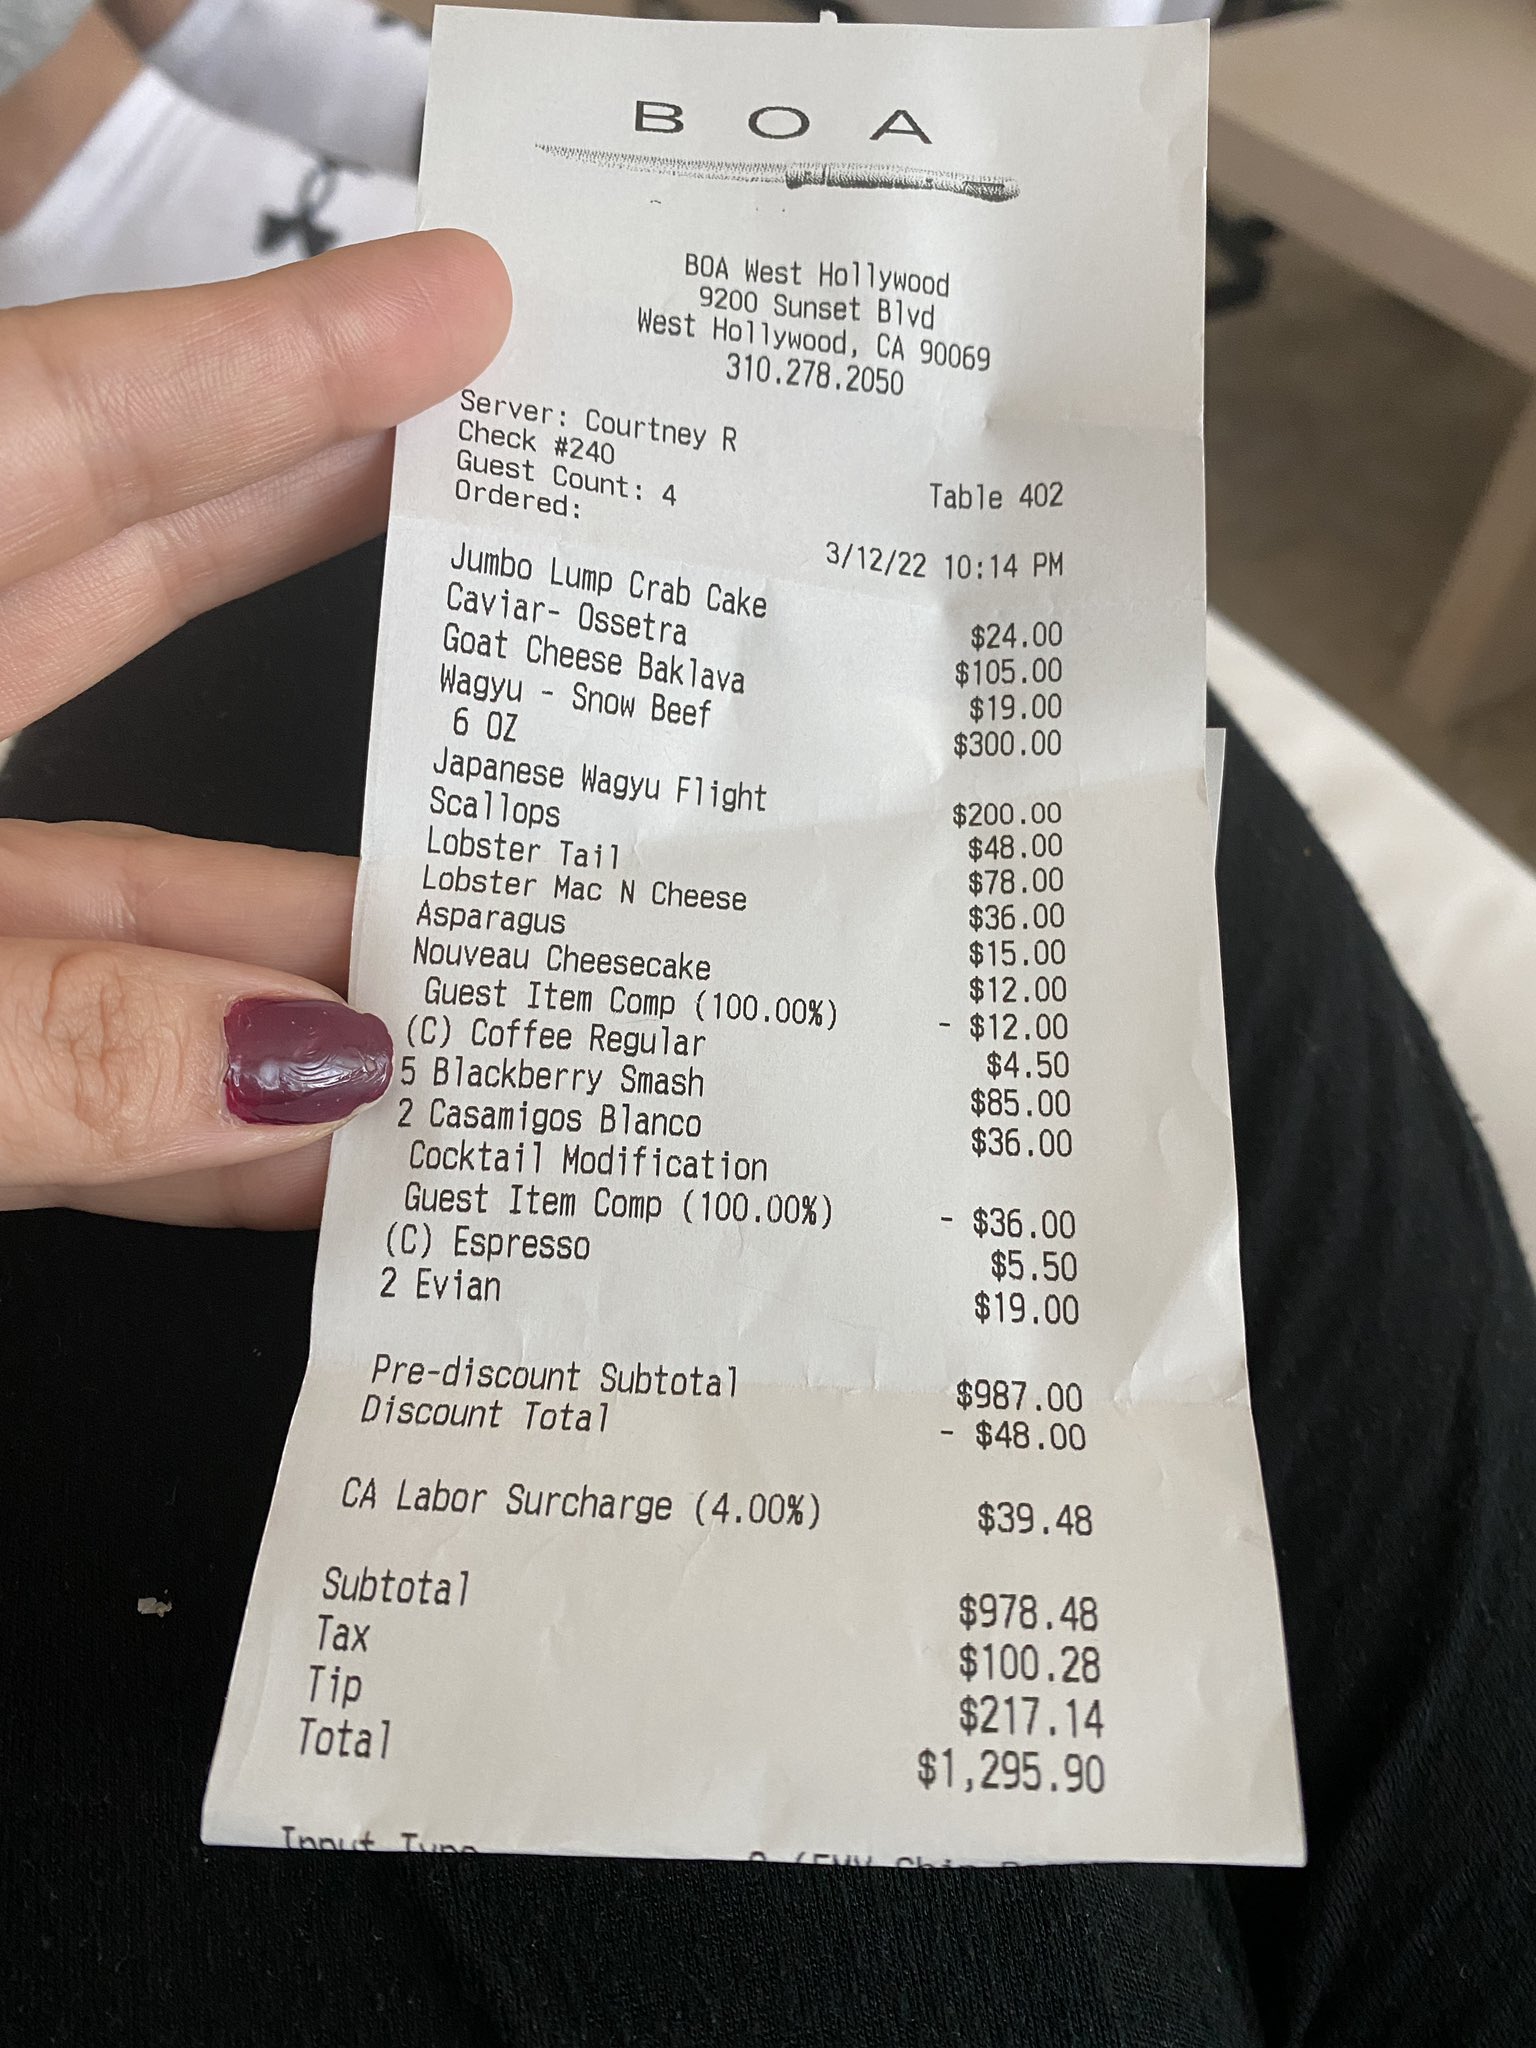 BOA
BOA West Hollywood
9200 Sunset Blvd
West Hollywood, CA 90069
310.278.2050
Server: Courtney R
Check #240
Guest Count: 4 Table 402
Ordered: 3/12/22 10:14 PM
Jumbo Lump Crab Cake $24.00
Caviar- Ossetra $105.00
Goat Cheese Baklava $19.00
Wagyu - Snow Beef $300.00
6 OZ
Japanese Wagyu Flight $200.00
Scallops $48.00
Lobster Tail $78.00
Lobster Mac N Cheese $36.00
Asparagus $15.00
Nouveau Cheesecake $12.00
Guest Item Comp (100.00%) - $12.00
(C) Coffee Regular $4.50
5 Blackberry Smash $85.00
2 Casamigos Blanco $36.00
Cocktail Modification
Guest Item Comp (100.00%) - $36.00
(C) Espresso $5.50
2 Evian $19.00
Pre-discount Subtotal $987.00
Discount Total - $48.00
CA Labor Surcharge (4.00%) $39.48
Subtotal $978.48
Tax $100.28
Tip $217.14
Total $1,295.90
Input Type